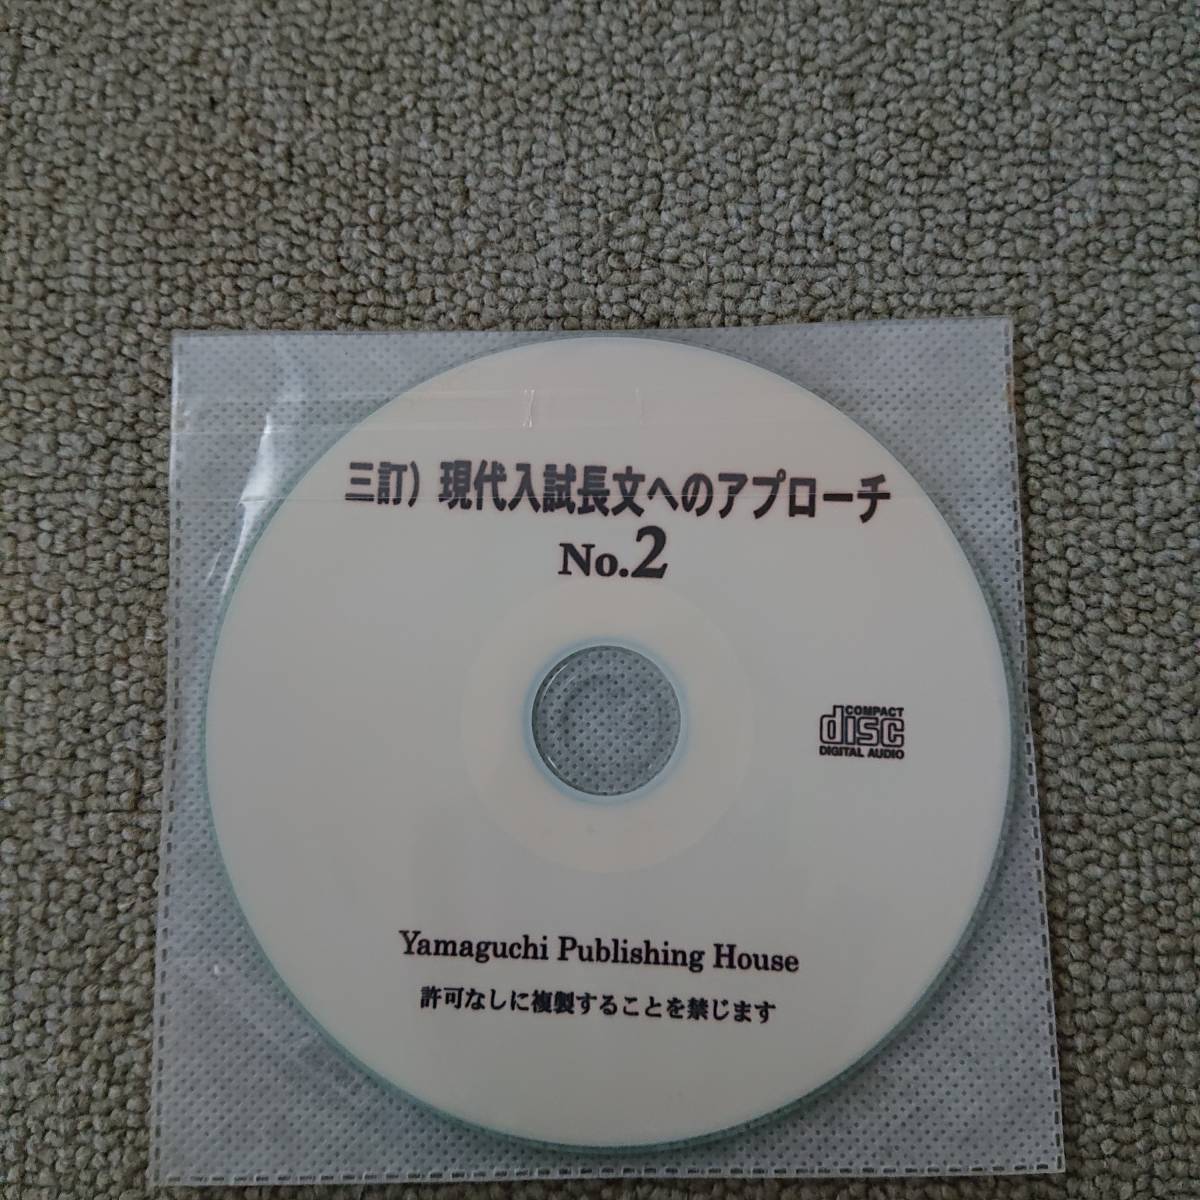 三訂）現代入試長文へのアプローチ
No.2
COMPACT
disc
DIGITAL AUDIO
Yamaguchi Publishing House
許可なしに複製することを禁じます